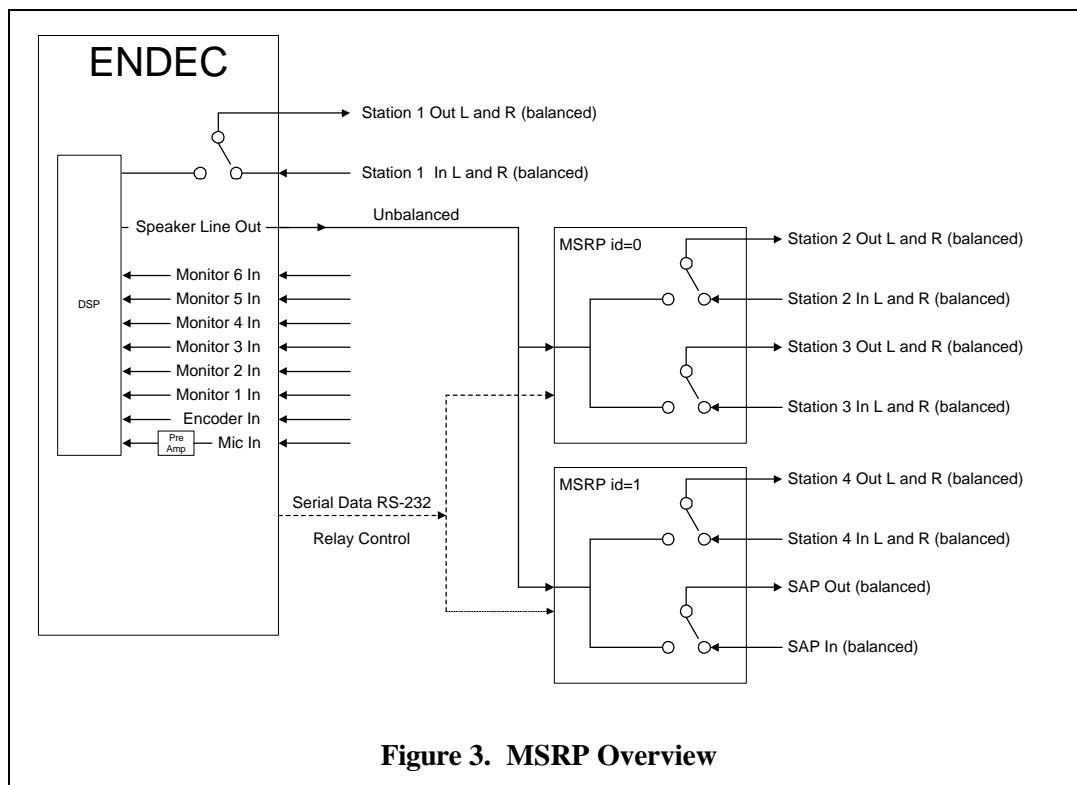 ENDEC
Station 1 Out L and R (balanced)
Station 1 In L and R (balanced)
Speaker Line Out
Unbalanced
DSP
Monitor 6 In
Monitor 5 In
Monitor 4 In
Monitor 3 In
Monitor 2 In
Monitor 1 In
Encoder In
Pre
Amp
Mic In
Serial Data RS-232
Relay Control
MSRP id=0
Station 2 Out L and R (balanced)
Station 2 In L and R (balanced)
Station 3 Out L and R (balanced)
Station 3 In L and R (balanced)
MSRP id=1
Station 4 Out L and R (balanced)
Station 4 In L and R (balanced)
SAP Out (balanced)
SAP In (balanced)
Figure 3. MSRP Overview